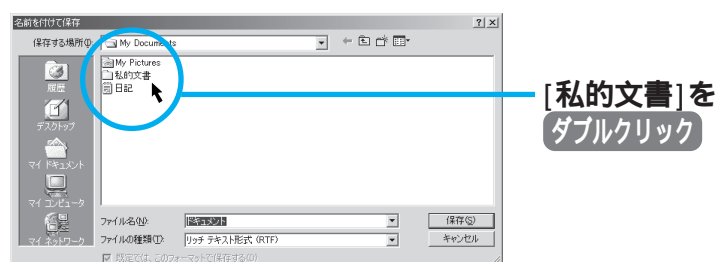 名前を付けて保存
保存する場所(I):
My Documents
My Pictures
私的文書
日記
履歴
デスクトップ
マイ ドキュメント
マイ コンピュータ
マイ ネットワーク
ファイル名(N):
ドキュメント
保存(S)
ファイルの種類(T):
リッチ テキスト形式 (RTF)
キャンセル
既定では、このフォーマットで保存する(O)
[私的文書]を
ダブルクリック